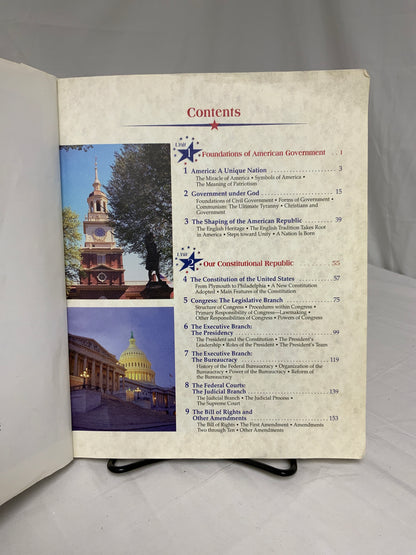 Contents
UNIT
1 Foundations of American Government . . 1
1 America: A Unique Nation . . . . . . . . . . . . . . . . 3
The Miracle of America • Symbols of America •
The Meaning of Patriotism
2 Government under God . . . . . . . . . . . . . . . . 15
Foundations of Civil Government • Forms of Government •
Communism: The Ultimate Tyranny • Christians and
Government
3 The Shaping of the American Republic . . 39
The English Heritage • The English Tradition Takes Root
in America • Steps toward Unity • A Nation is Born
UNIT
2 Our Constitutional Republic . . 55
4 The Constitution of the United States . . . . . 57
From Plymouth to Philadelphia • A New Constitution
Adopted • Main Features of the Constitution
5 Congress: The Legislative Branch . . . . . . . . 75
Structure of Congress • Procedures within Congress •
Primary Responsibility of Congress—Lawmaking •
Other Responsibilities of Congress • Powers of Congress
6 The Executive Branch:
The Presidency . . . . . . . . . . . . . . . . 99
The President and the Constitution • The President's
Leadership • Roles of the President • The President's Team
7 The Executive Branch:
The Bureaucracy . . . . . . . . . . . . . . . . 119
History of the Federal Bureaucracy • Organization of the
Bureaucracy • Power of the Bureaucracy • Reform of
the Bureaucracy
8 The Federal Courts:
The Judicial Branch . . . . . . . . . . . . . . . . 139
The Judicial Branch • The Judicial Process •
The Supreme Court
9 The Bill of Rights and
Other Amendments . . . . . . . . . . . . . . . . 153
The Bill of Rights • The First Amendment • Amendments
Two through Ten • Other Amendments